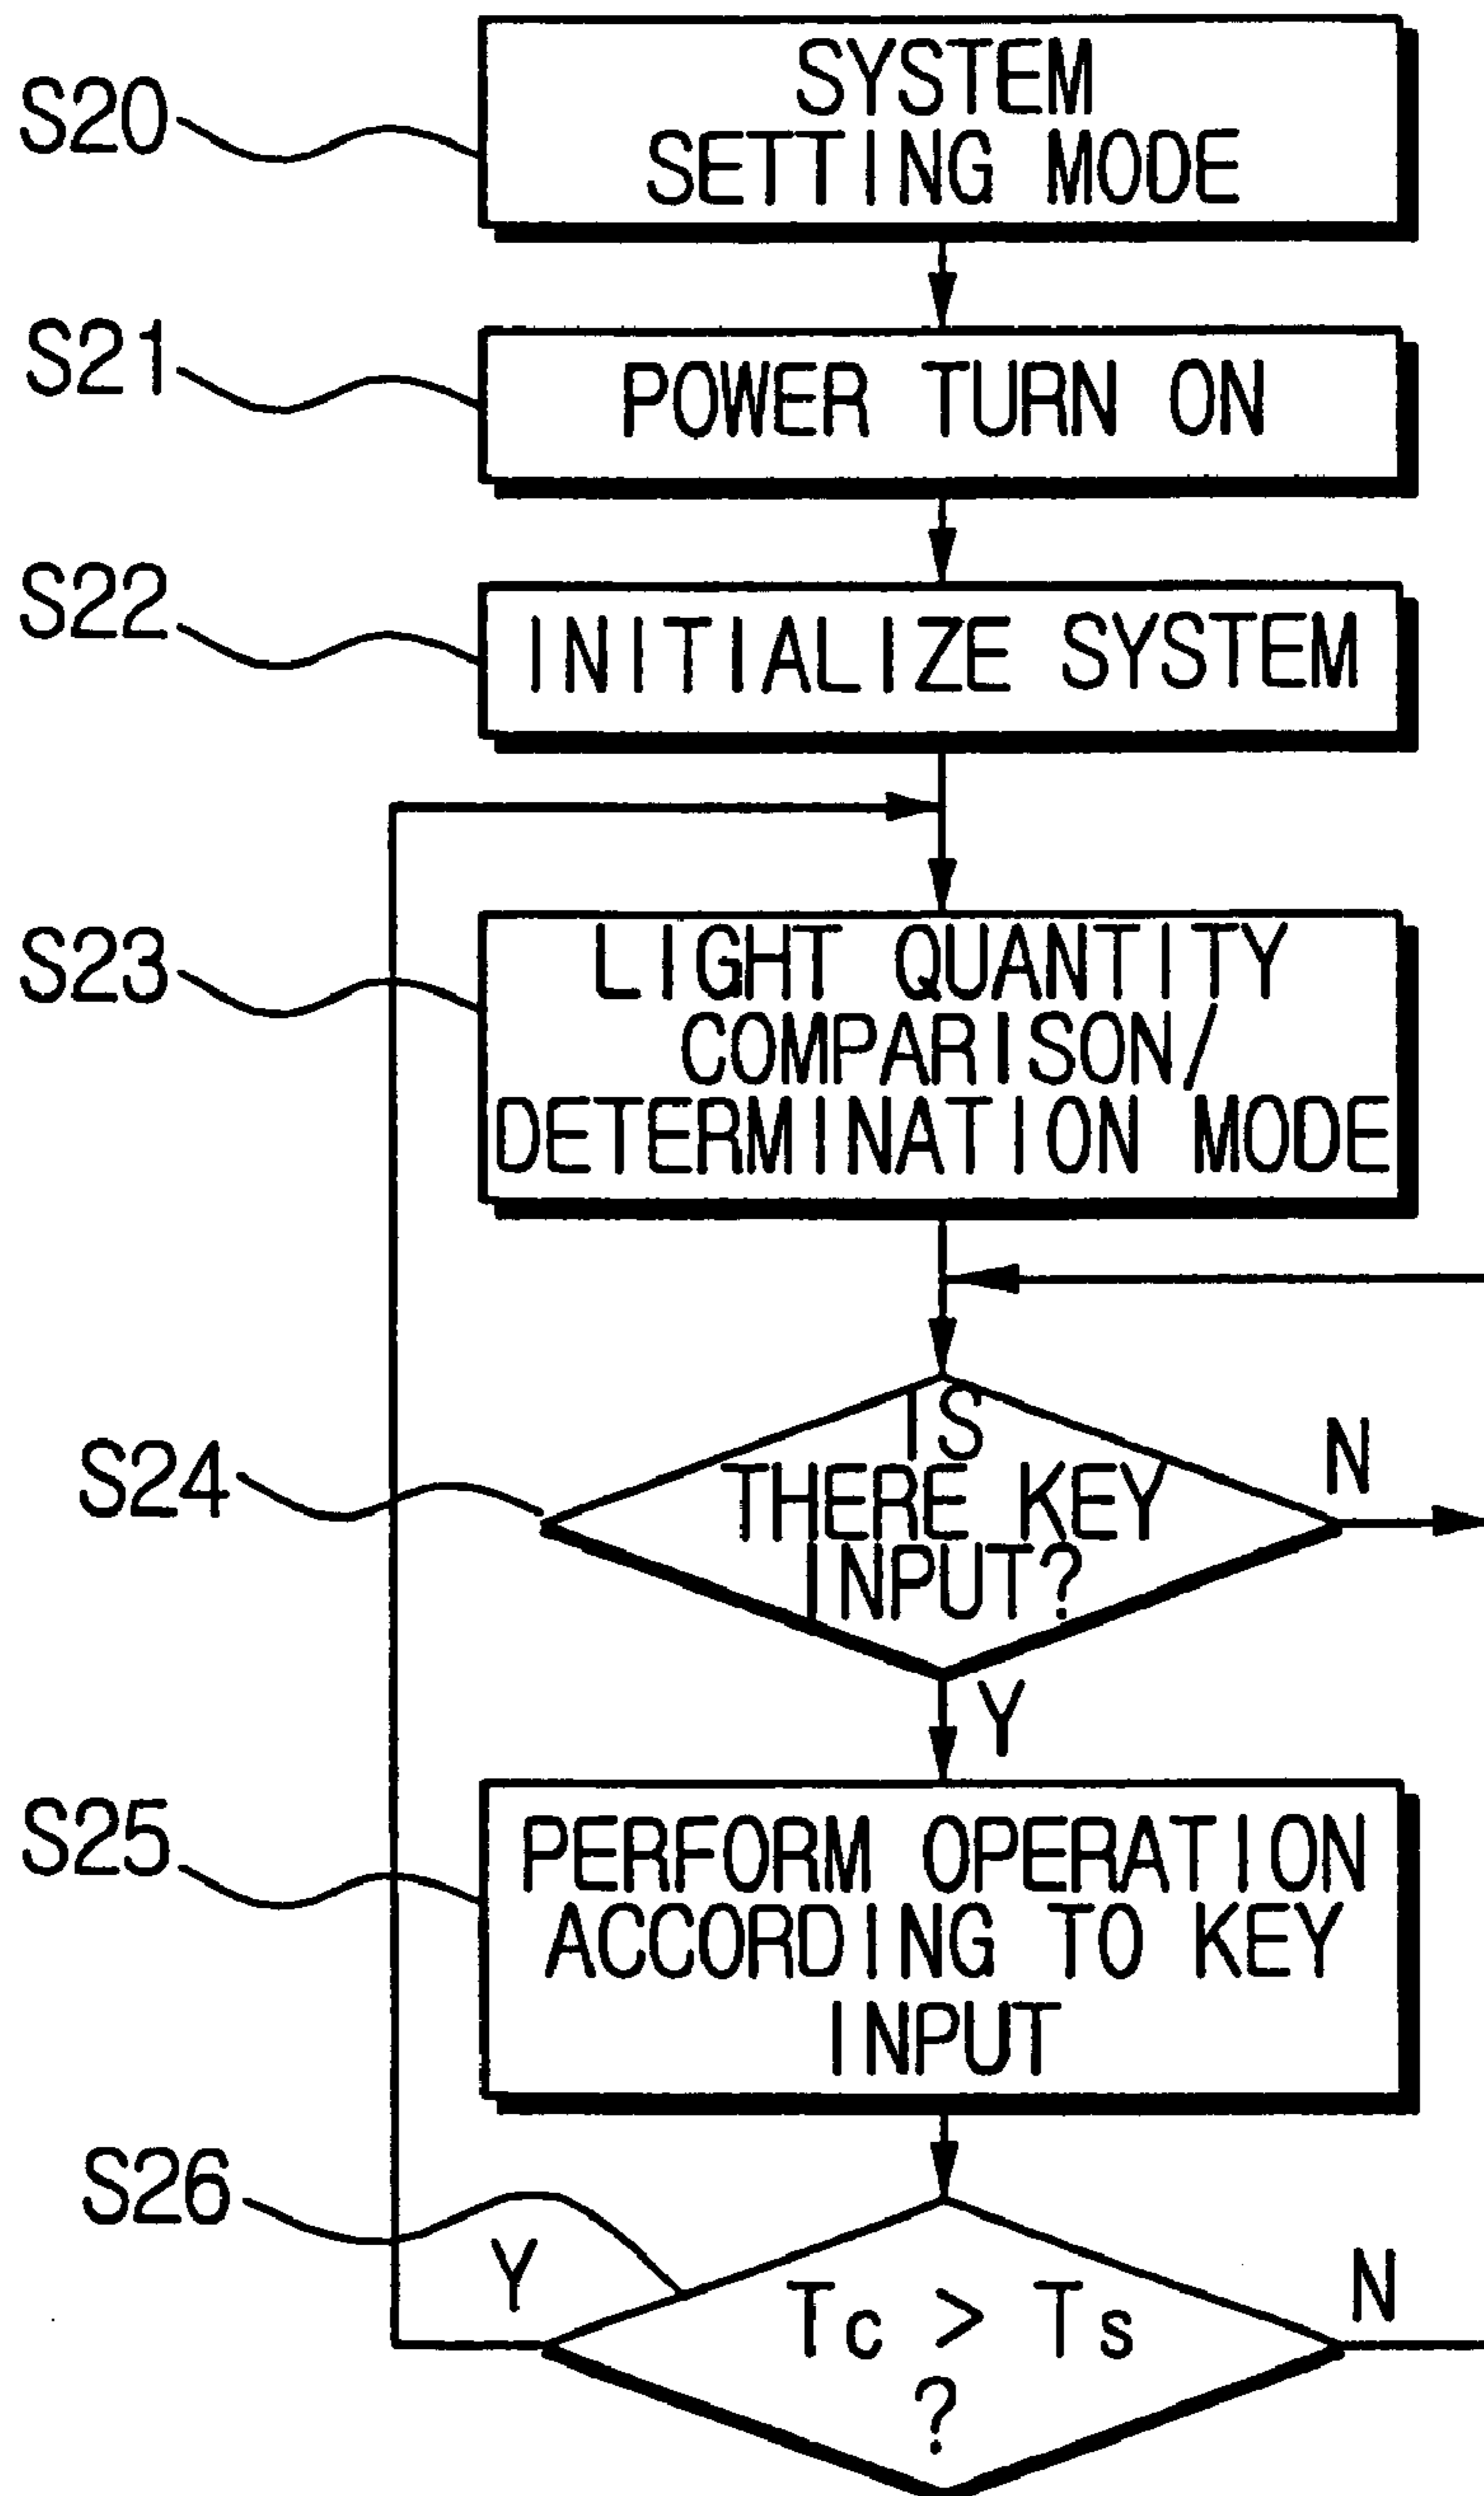 S20
SYSTEM
SETTING MODE
S21
POWER TURN ON
S22
INITIALIZE SYSTEM
S23
LIGHT QUANTITY
COMPARISON/
DETERMINATION MODE
S24
IS
THERE KEY
INPUT?
N
Y
S25
PERFORM OPERATION
ACCORDING TO KEY
INPUT
S26
Y
Tc > Ts
?
N